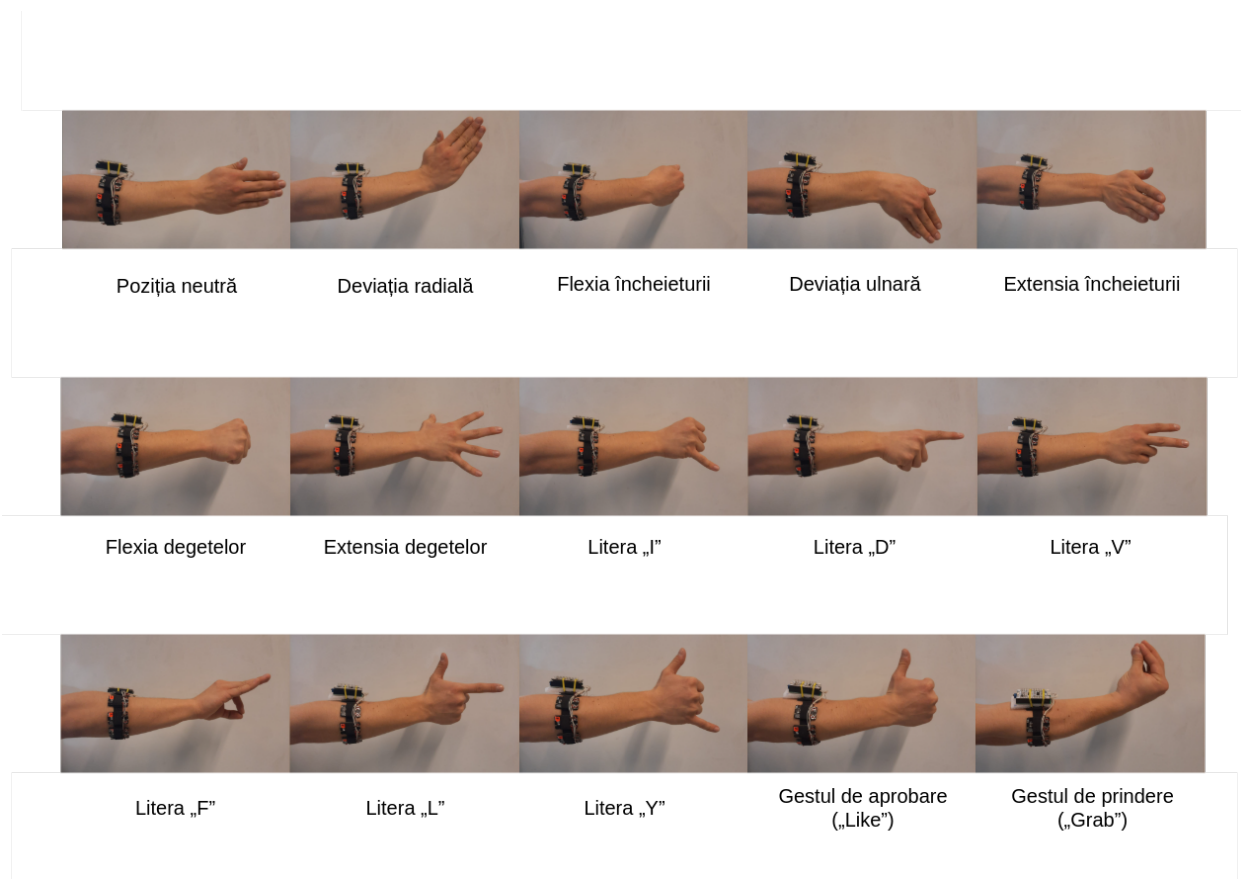 Poziția neutră
Deviația radială
Flexia încheieturii
Deviația ulnară
Extensia încheieturii
Flexia degetelor
Extensia degetelor
Litera „I”
Litera „D”
Litera „V”
Litera „F”
Litera „L”
Litera „Y”
Gestul de aprobare
(„Like”)
Gestul de prindere
(„Grab”)